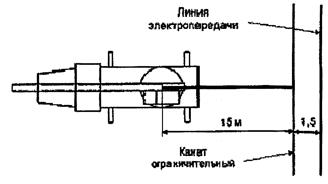 Линия
электропередачи
15 м
1,5
Канат
ограничительный